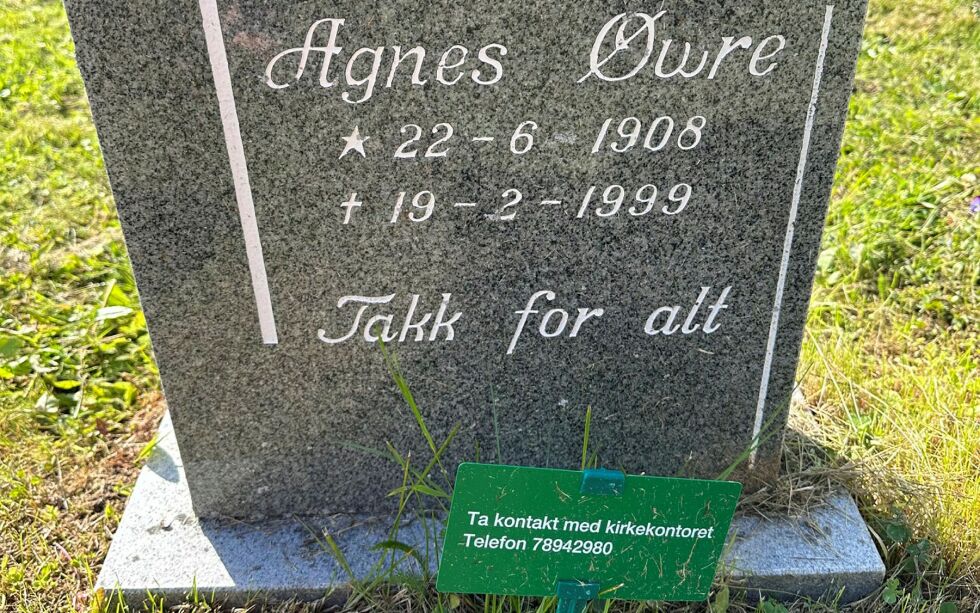 Agnes Øwre
★ 22-6-1908
✝ 19-2-1999
Takk for alt
Ta kontakt med kirkekontoret
Telefon 78942980